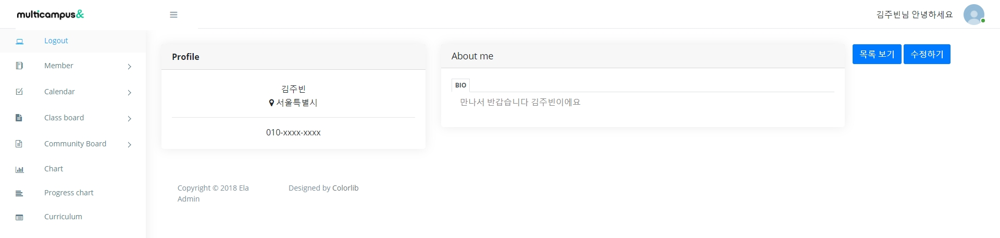 multicampus&
김주빈님 안녕하세요
Logout
Member
Calendar
Class board
Community Board
Chart
Progress chart
Curriculum
Profile
김주빈
서울특별시
010-xxxx-xxxx
About me
BIO
만나서 반갑습니다 김주빈이에요
목록 보기
수정하기
Copyright © 2018 Ela
Admin
Designed by Colorlib